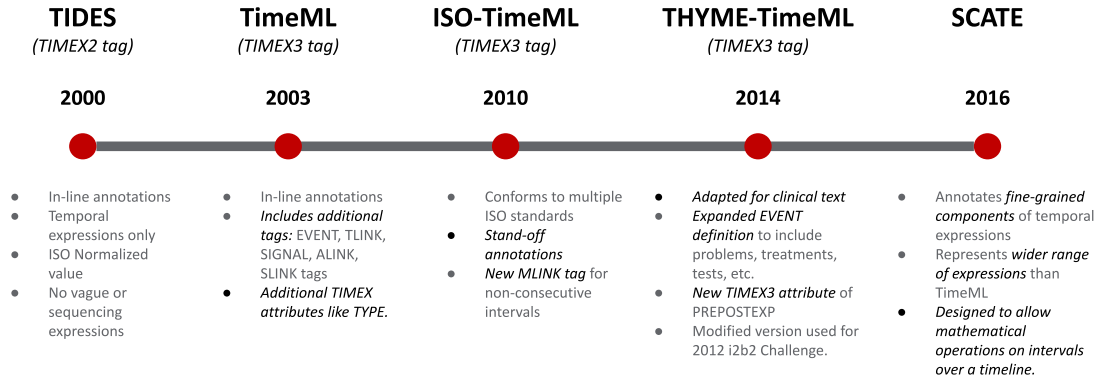 TIDES
(TIMEX2 tag)
2000
● In-line annotations
● Temporal
expressions only
● ISO Normalized
value
● No vague or
sequencing
expressions
TimeML
(TIMEX3 tag)
2003
● In-line annotations
● Includes additional
tags: EVENT, TLINK,
SIGNAL, ALINK,
SLINK tags
● Additional TIMEX
attributes like TYPE.
ISO-TimeML
(TIMEX3 tag)
2010
● Conforms to multiple
ISO standards
● Stand-off
annotations
● New MLINK tag for
non-consecutive
intervals
THYME-TimeML
(TIMEX3 tag)
2014
● Adapted for clinical text
● Expanded EVENT
definition to include
problems, treatments,
tests, etc.
● New TIMEX3 attribute of
PREPOSTEXP
● Modified version used for
2012 i2b2 Challenge.
SCATE
2016
● Annotates fine-grained
components of temporal
expressions
● Represents wider range
of expressions than
TimeML
● Designed to allow
mathematical
operations on intervals
over a timeline.